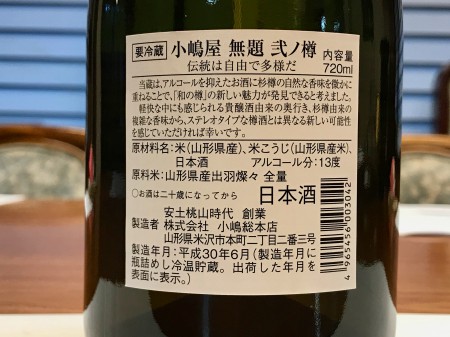 要冷蔵 小嶋屋 無題 弐ノ樽 内容量
伝統は自由で多様だ 720ml
当蔵は、アルコールを抑えたお酒に杉樽の自然な香味を微かに
重ねることで、「和の樽」の新しい魅力が発見できると考えました。
軽快な中にも感じられる貴醸酒由来の奥行き、杉樽由来の
複雑な香味から、ステレオタイプな樽酒とは異なる新しい可能性
を感じていただければ幸いです。
原材料名：米（山形県産）、米こうじ（山形県産米）、
日本酒 アルコール分：13度
原料米：山形県産出羽燦々 全量
○お酒は二十歳になってから 日本酒
安土桃山時代 創業
製造者：株式会社 小嶋総本店
山形県米沢市本町二丁目二番三号
製造年月：平成30年6月（製造年月に
瓶詰めし冷温貯蔵。出荷した年月を
表面に表示。）
4 965456 003042